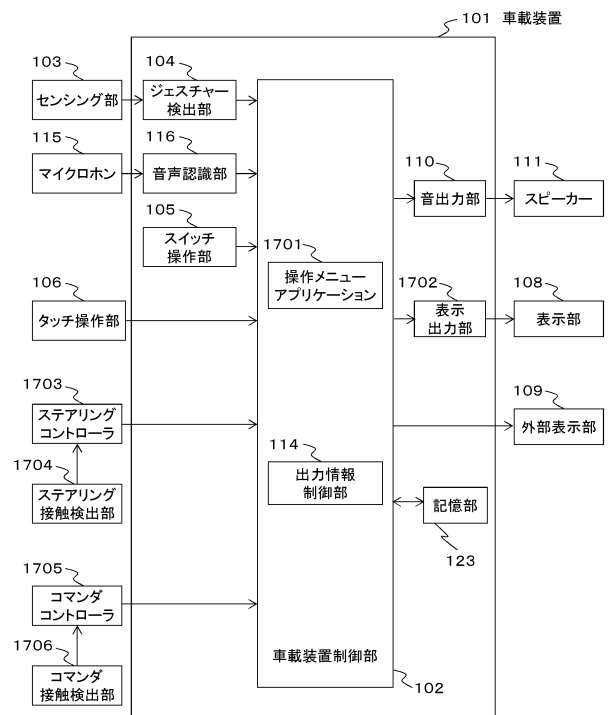 101 車載装置
103
センシング部
104
ジェスチャー
検出部
115
マイクロホン
116
音声認識部
105
スイッチ
操作部
106
タッチ操作部
1703
ステアリング
コントローラ
1704
ステアリング
接触検出部
1705
コマンダ
コントローラ
1706
コマンダ
接触検出部
1701
操作メニュー
アプリケーション
114
出力情報
制御部
車載装置制御部
102
110
音出力部
111
スピーカー
1702
表示
出力部
108
表示部
109
外部表示部
記憶部
123